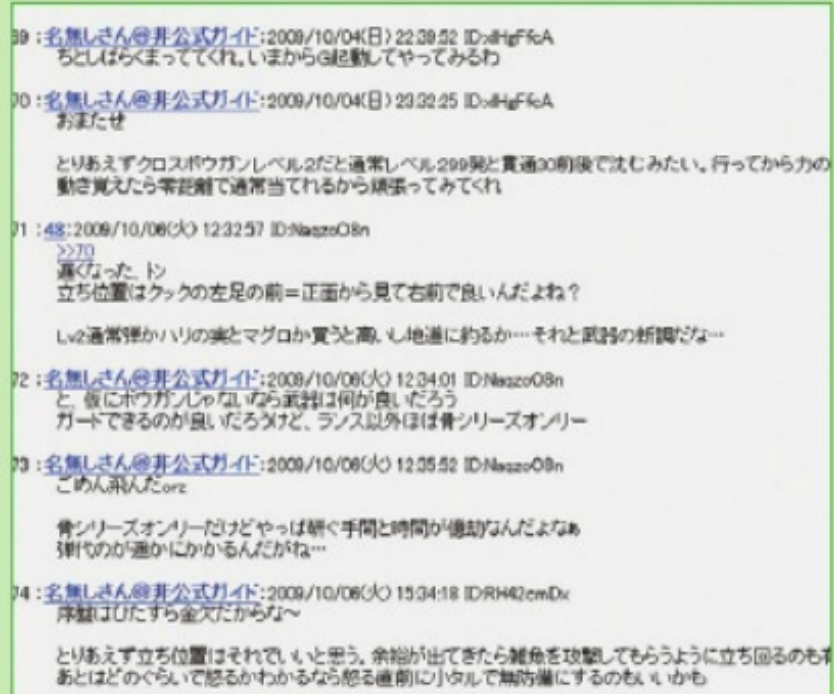 69 :名無しさん@非公式ガイド:2009/10/04(日) 22:39:52 ID:dHgFfcA
ちとしばらくまっててくれ。いまからG起動してやってみるわ
70 :名無しさん@非公式ガイド:2009/10/04(日) 23:32:25 ID:dHgFfcA
おまたせ
とりあえずクロスボウガンレベル2だと通常レベル299発と貫通30前後で沈むみたい。行ってから力の
動き覚えたら零距離で通常当てれるから頑張ってみてくれ
71 :48:2009/10/06(火) 12:32:57 ID:NaqzoO8n
>>70
遅くなった、トン
立ち位置はクックの左足の前=正面から見て右前で良いんだよね?
Lv2通常弾かハリの実とマグロか買うと高いし地道に釣るか…それと武器の新調だな…
72 :名無しさん@非公式ガイド:2009/10/06(火) 12:34:01 ID:NaqzoO8n
と、仮にボウガンじゃないなら武器は何が良いだろう
ガードできるのが良いだろうけど、ランス以外ほぼ骨シリーズオンリー
73 :名無しさん@非公式ガイド:2009/10/06(火) 12:35:52 ID:NaqzoO8n
ごめん飛んだorz
骨シリーズオンリーだけどやっぱ研ぐ手間と時間が億劫なんだよなぁ
弾代のが遥かにかかるんだがね…
74 :名無しさん@非公式ガイド:2009/10/06(火) 15:34:18 ID:RH42cmDx
序盤はひたすら金欠だからな~
とりあえず立ち位置はそれでいいと思う。余裕が出てきたら雑魚を攻撃してもらうように立ち回るのも有
あとはどのぐらいで怒るかわかるなら怒る直前に小タルで無防備にするのもいいかも